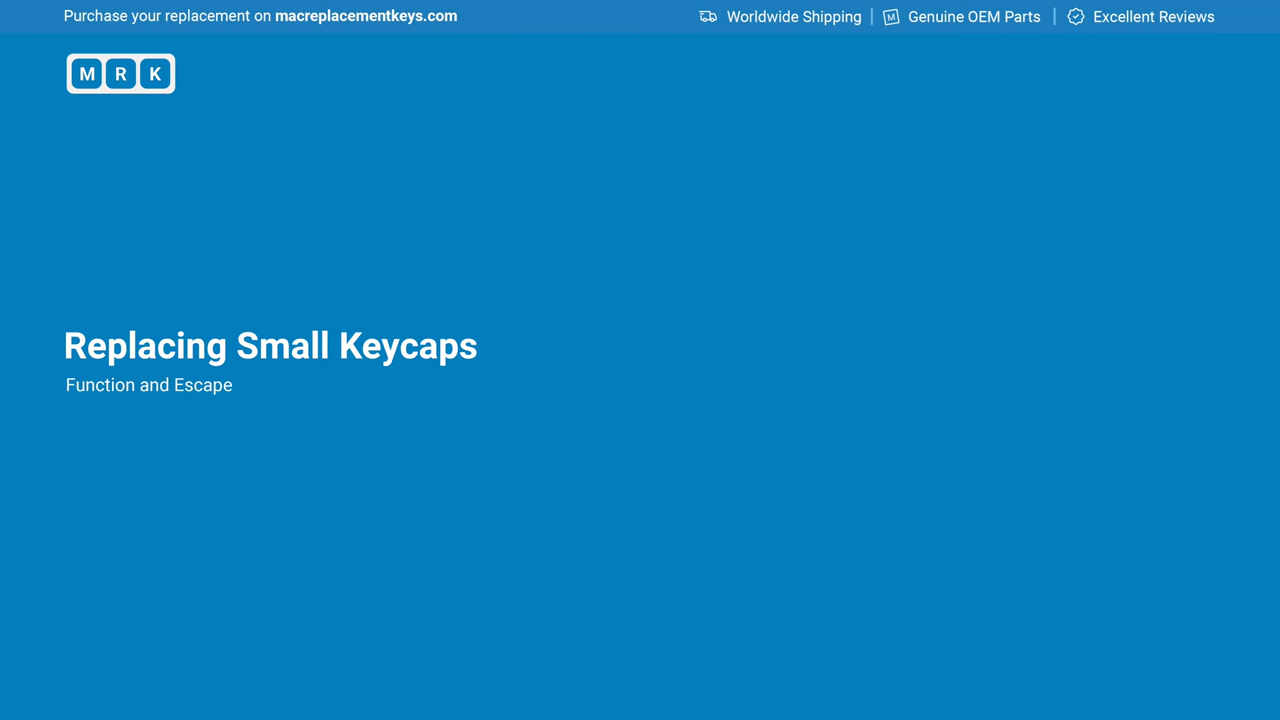 Purchase your replacement on macreplacementkeys.com
Worldwide Shipping | M Genuine OEM Parts | Excellent Reviews
M R K
Replacing Small Keycaps
Function and Escape